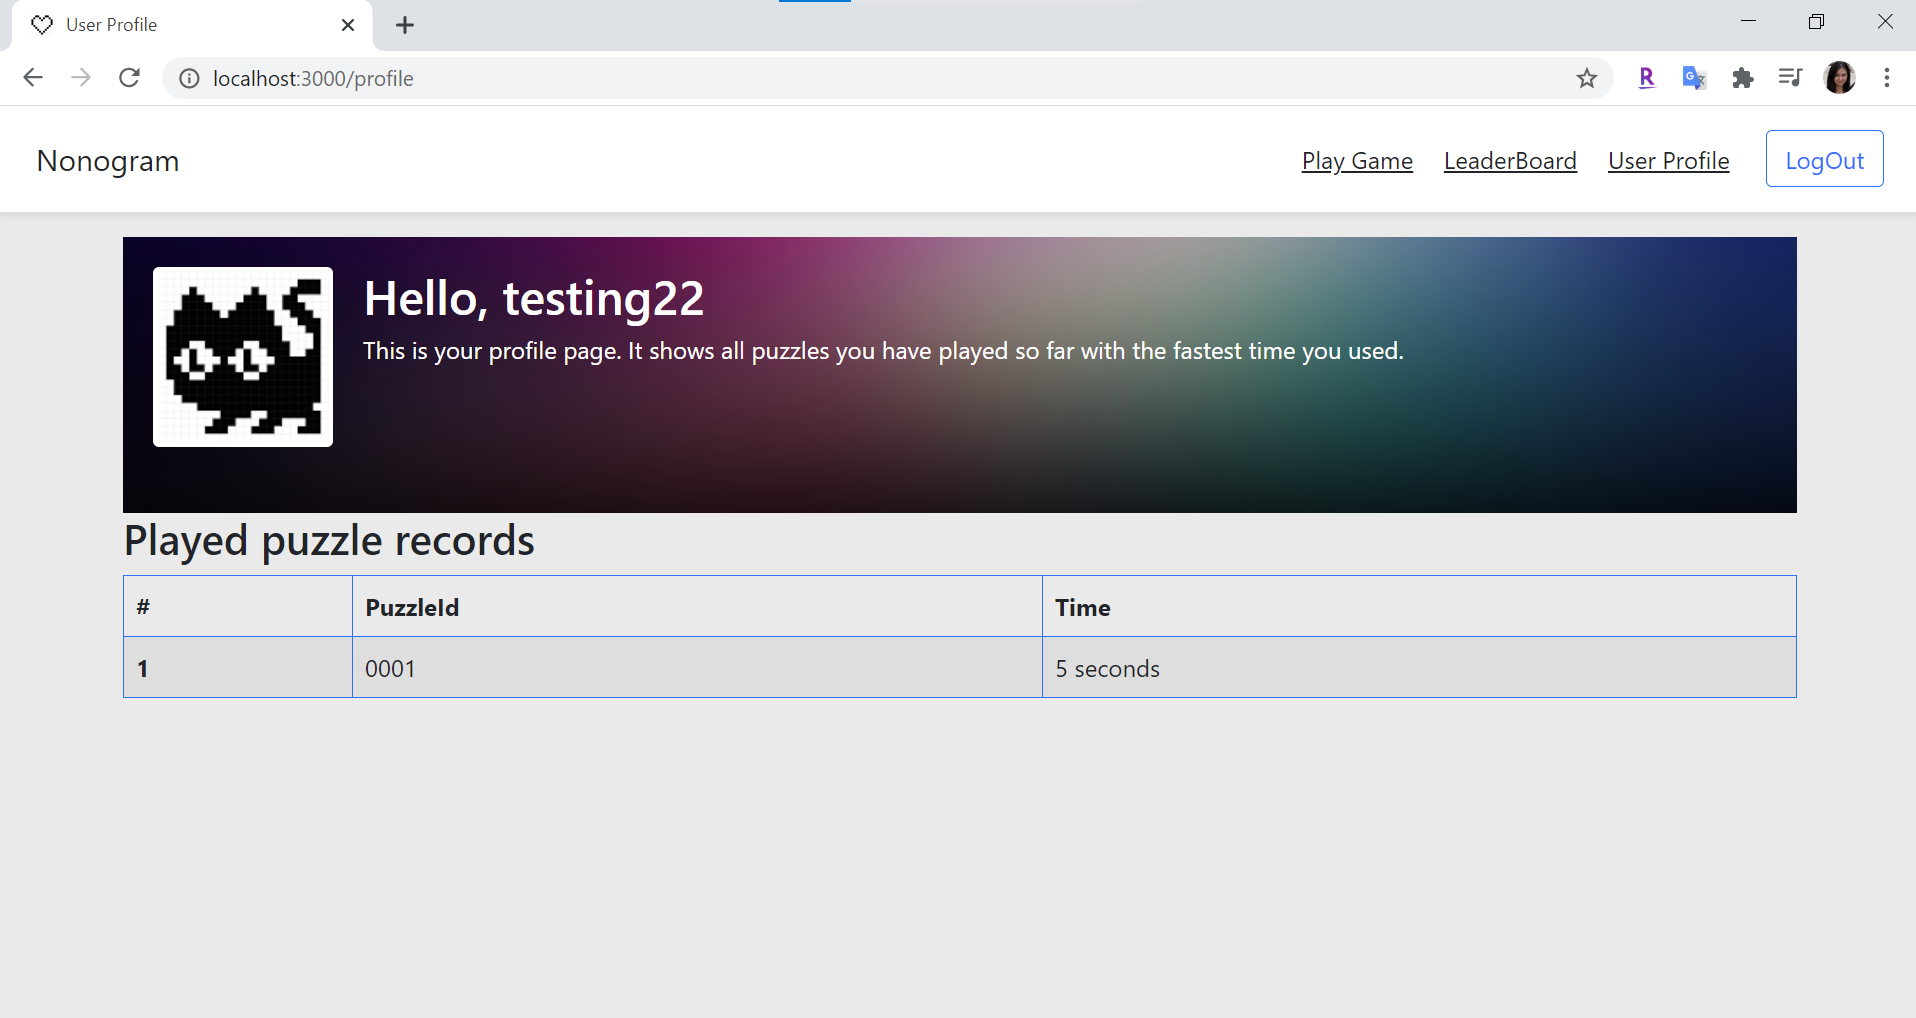 User Profile
localhost:3000/profile
Nonogram
Play Game
LeaderBoard
User Profile
LogOut
Hello, testing22
This is your profile page. It shows all puzzles you have played so far with the fastest time you used.
Played puzzle records
# PuzzleId Time
1 0001 5 seconds